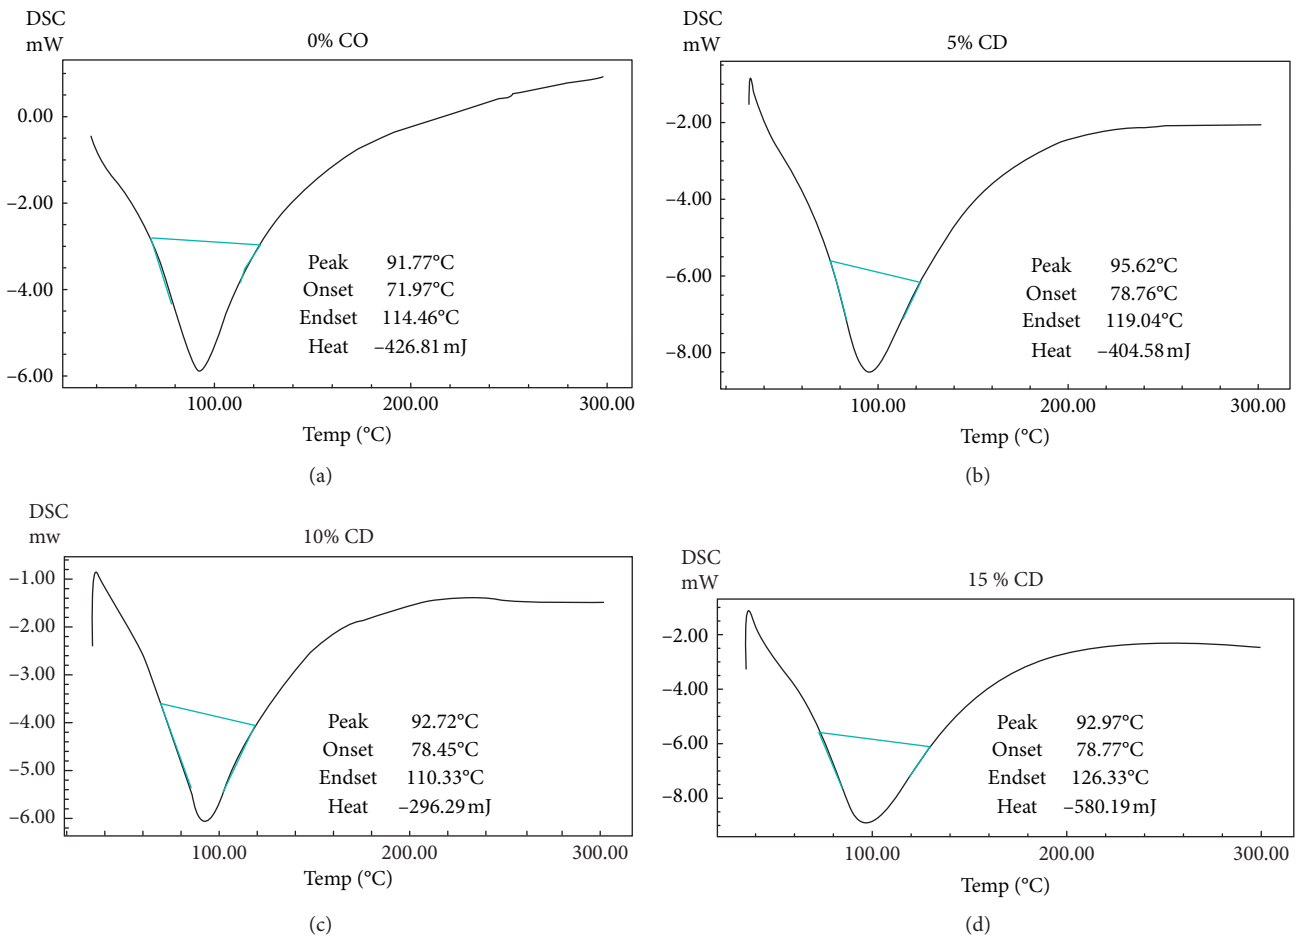 DSC
mW
0% CO
0.00
–2.00
–4.00
–6.00
Peak 91.77°C
Onset 71.97°C
Endset 114.46°C
Heat –426.81 mJ
100.00 200.00 300.00
Temp (°C)
(a)
DSC
mW
5% CD
–2.00
–4.00
–6.00
–8.00
Peak 95.62°C
Onset 78.76°C
Endset 119.04°C
Heat –404.58 mJ
100.00 200.00 300.00
Temp (°C)
(b)
DSC
mw
10% CD
–1.00
–2.00
–3.00
–4.00
–5.00
–6.00
Peak 92.72°C
Onset 78.45°C
Endset 110.33°C
Heat –296.29 mJ
100.00 200.00 300.00
Temp (°C)
(c)
DSC
mW
15 % CD
–2.00
–4.00
–6.00
–8.00
Peak 92.97°C
Onset 78.77°C
Endset 126.33°C
Heat –580.19 mJ
100.00 200.00 300.00
Temp (°C)
(d)